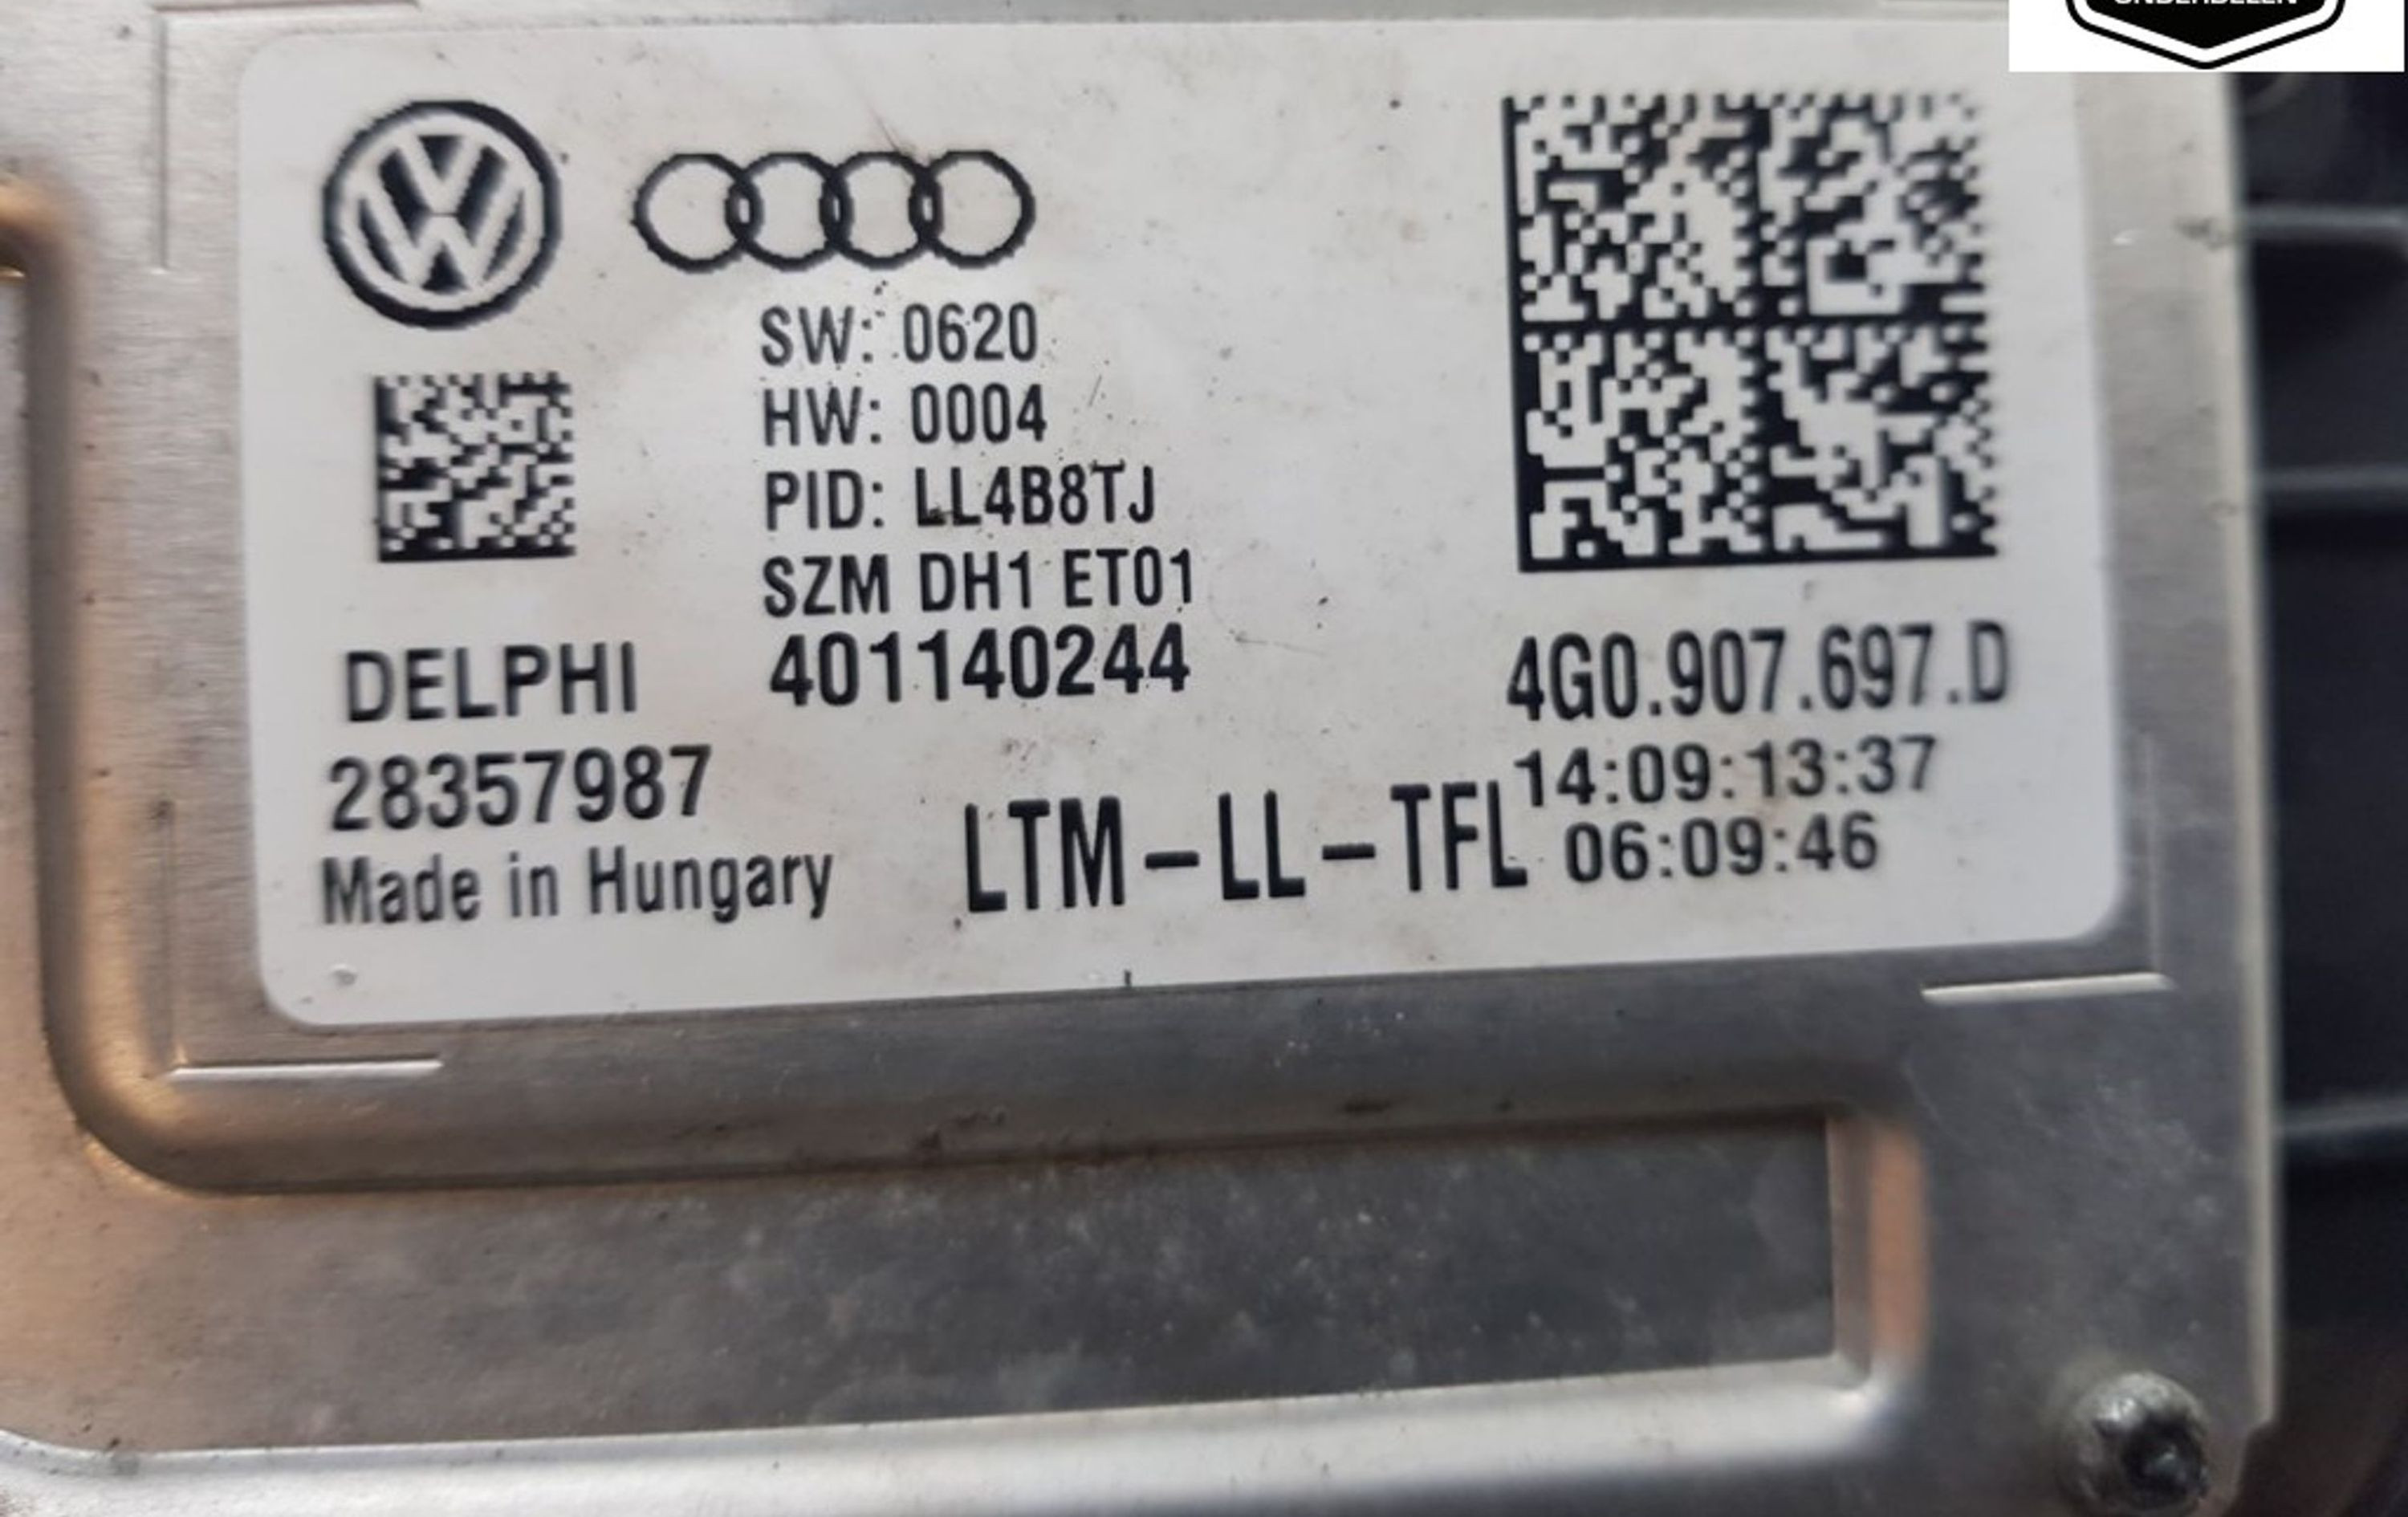 ONDERDELEN
SW: 0620
HW: 0004
PID: LL4B8TJ
SZM DH1 ET01
DELPHI 401140244
4G0.907.697.D
28357987
14:09:13:37
Made in Hungary
LTM-LL-TFL
06:09:46